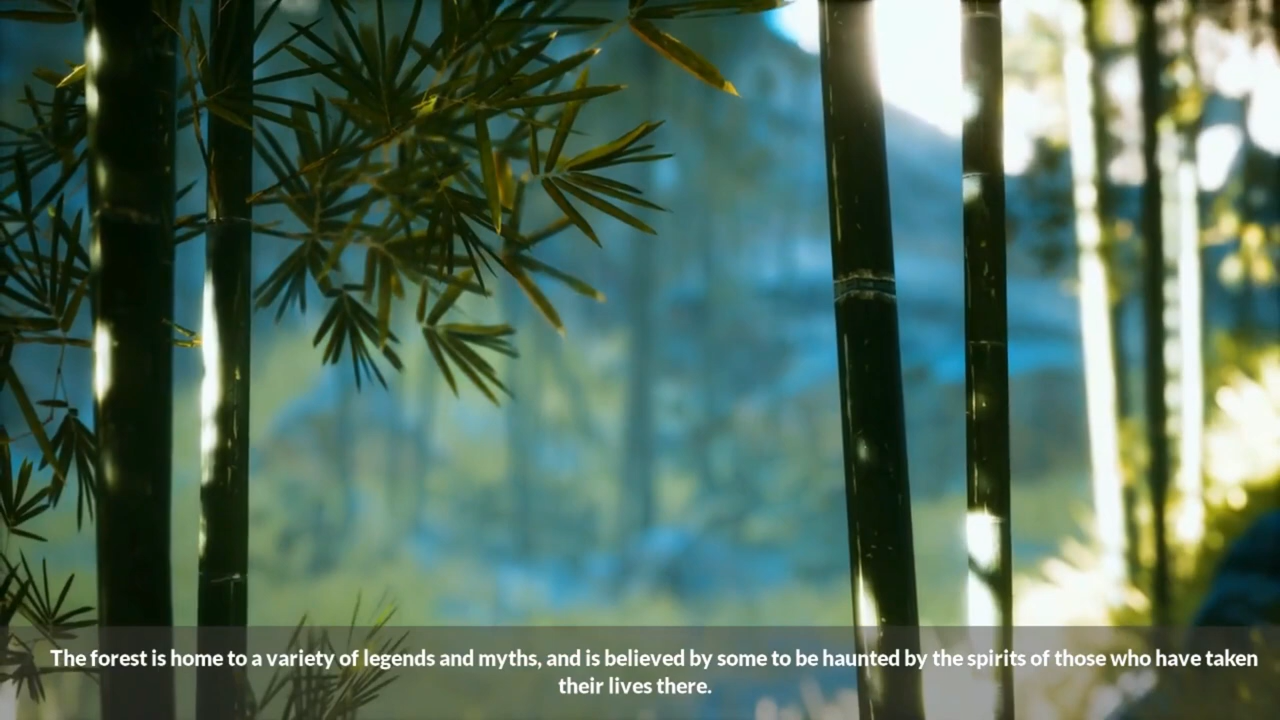 The forest is home to a variety of legends and myths, and is believed by some to be haunted by the spirits of those who have taken
their lives there.